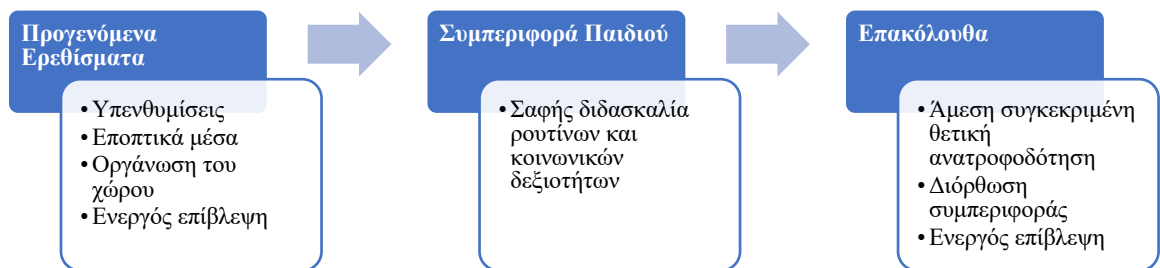 Προγενόμενα
Ερεθίσματα
• Υπενθυμίσεις
• Εποπτικά μέσα
• Οργάνωση του
χώρου
• Ενεργός επίβλεψη
Συμπεριφορά Παιδιού
• Σαφής διδασκαλία
ρουτίνων και
κοινωνικών
δεξιοτήτων
Επακόλουθα
• Άμεση συγκεκριμένη
θετική
ανατροφοδότηση
• Διόρθωση
συμπεριφοράς
• Ενεργός επίβλεψη